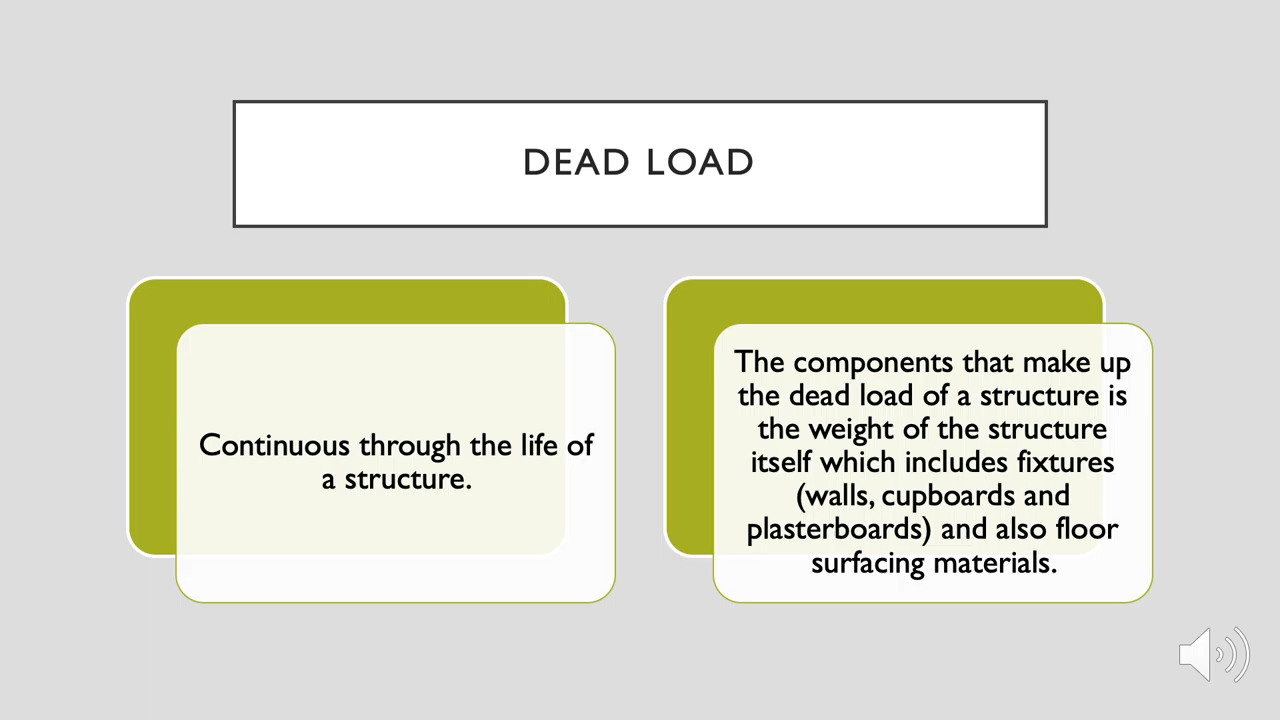 DEAD LOAD
Continuous through the life of
a structure.
The components that make up
the dead load of a structure is
the weight of the structure
itself which includes fixtures
(walls, cupboards and
plasterboards) and also floor
surfacing materials.